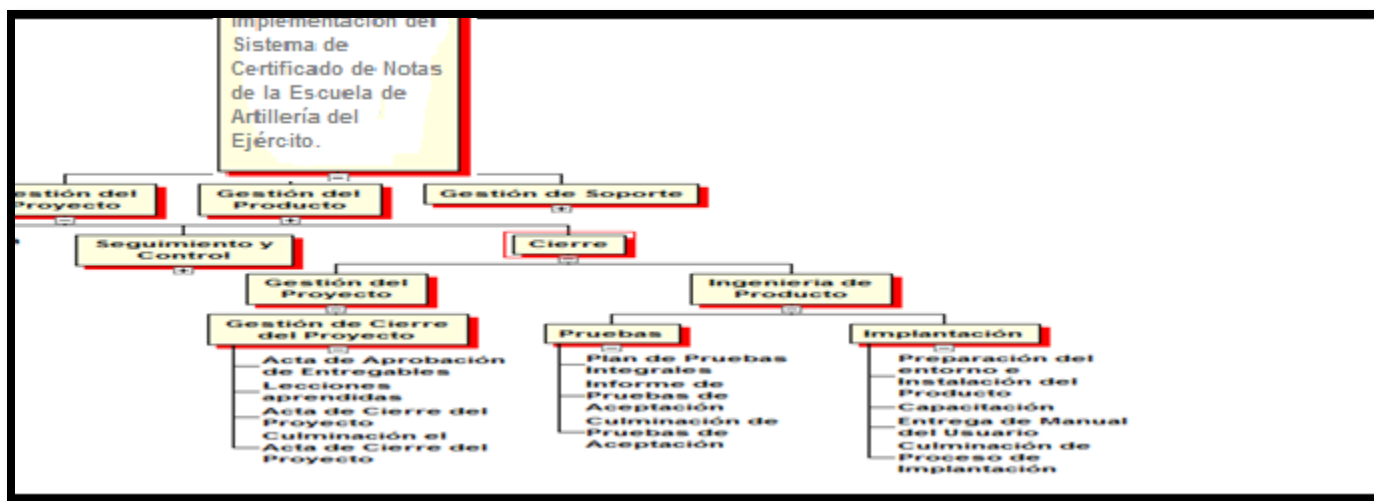 Implementación del
Sistema de
Certificado de Notas
de la Escuela de
Artillería del
Ejército.
estión del
Proyecto
Gestión del
Producto
Gestión de Soporte
Seguimiento y
Control
Cierre
Gestión del
Proyecto
Ingenieria de
Producto
Gestión de Cierre
del Proyecto
Pruebas
Implantación
Acta de Aprobación
de Entregables
Lecciones
aprendidas
Acta de Cierre del
Proyecto
Culminación el
Acta de Cierre del
Proyecto
Plan de Pruebas
Integrales
Informe de
Pruebas de
Aceptación
Culminación de
Pruebas de
Aceptación
Preparación del
entorno e
Instalación del
Producto
Capacitación
Entrega de Manual
del Usuario
Culminación de
Proceso de
Implantación